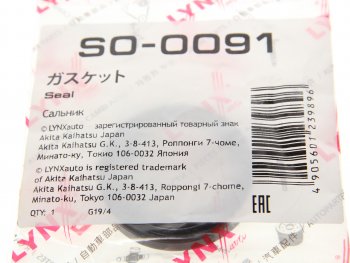 SO-0091
ガスケット
Seal
Сальник
© LYNXauto зарегистрированный товарный знак
Akita Kaihatsu Japan
Akita Kaihatsu G.K., 3-8-413, Роппонги 7-чоме,
Минато-ку, Токио 106-0032 Япония
©LYNXauto is registered trademark
of Akita Kaihatsu Japan
Akita Kaihatsu G.K., 3-8-413, Roppongi 7-chome,
Minato-ku, Tokyo 106-0032 Japan
QTY: 1 G19/4
4905601239896
EAC